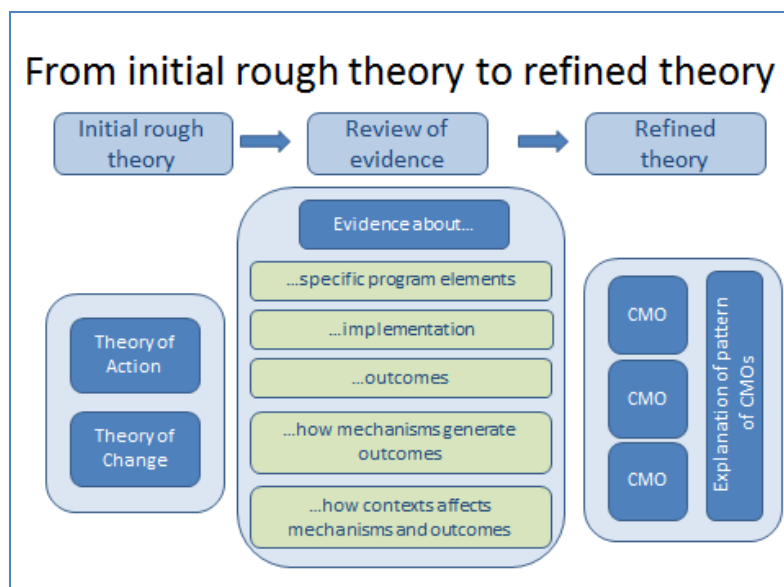 From initial rough theory to refined theory
Initial rough
theory
Review of
evidence
Refined
theory
Theory of
Action
Theory of
Change
Evidence about...
...specific program elements
...implementation
...outcomes
...how mechanisms generate
outcomes
...how contexts affects
mechanisms and outcomes
CMO
CMO
CMO
Explanation of pattern
of CMOs